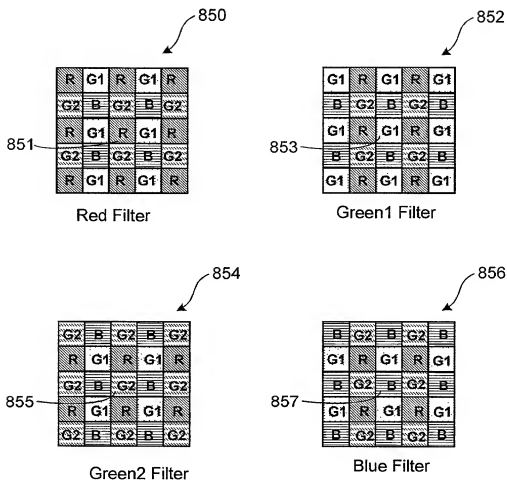 850
R G1 R G1 R
G2 B G2 B G2
R G1 R G1 R
G2 B G2 B G2
R G1 R G1 R
851
Red Filter
852
G1 R G1 R G1
B G2 B G2 B
G1 R G1 R G1
B G2 B G2 B
G1 R G1 R G1
853
Green1 Filter
854
G2 B G2 B G2
R G1 R G1 R
G2 B G2 B G2
R G1 R G1 R
G2 B G2 B G2
855
Green2 Filter
856
B G2 B G2 B
G1 R G1 R G1
B G2 B G2 B
G1 R G1 R G1
B G2 B G2 B
857
Blue Filter